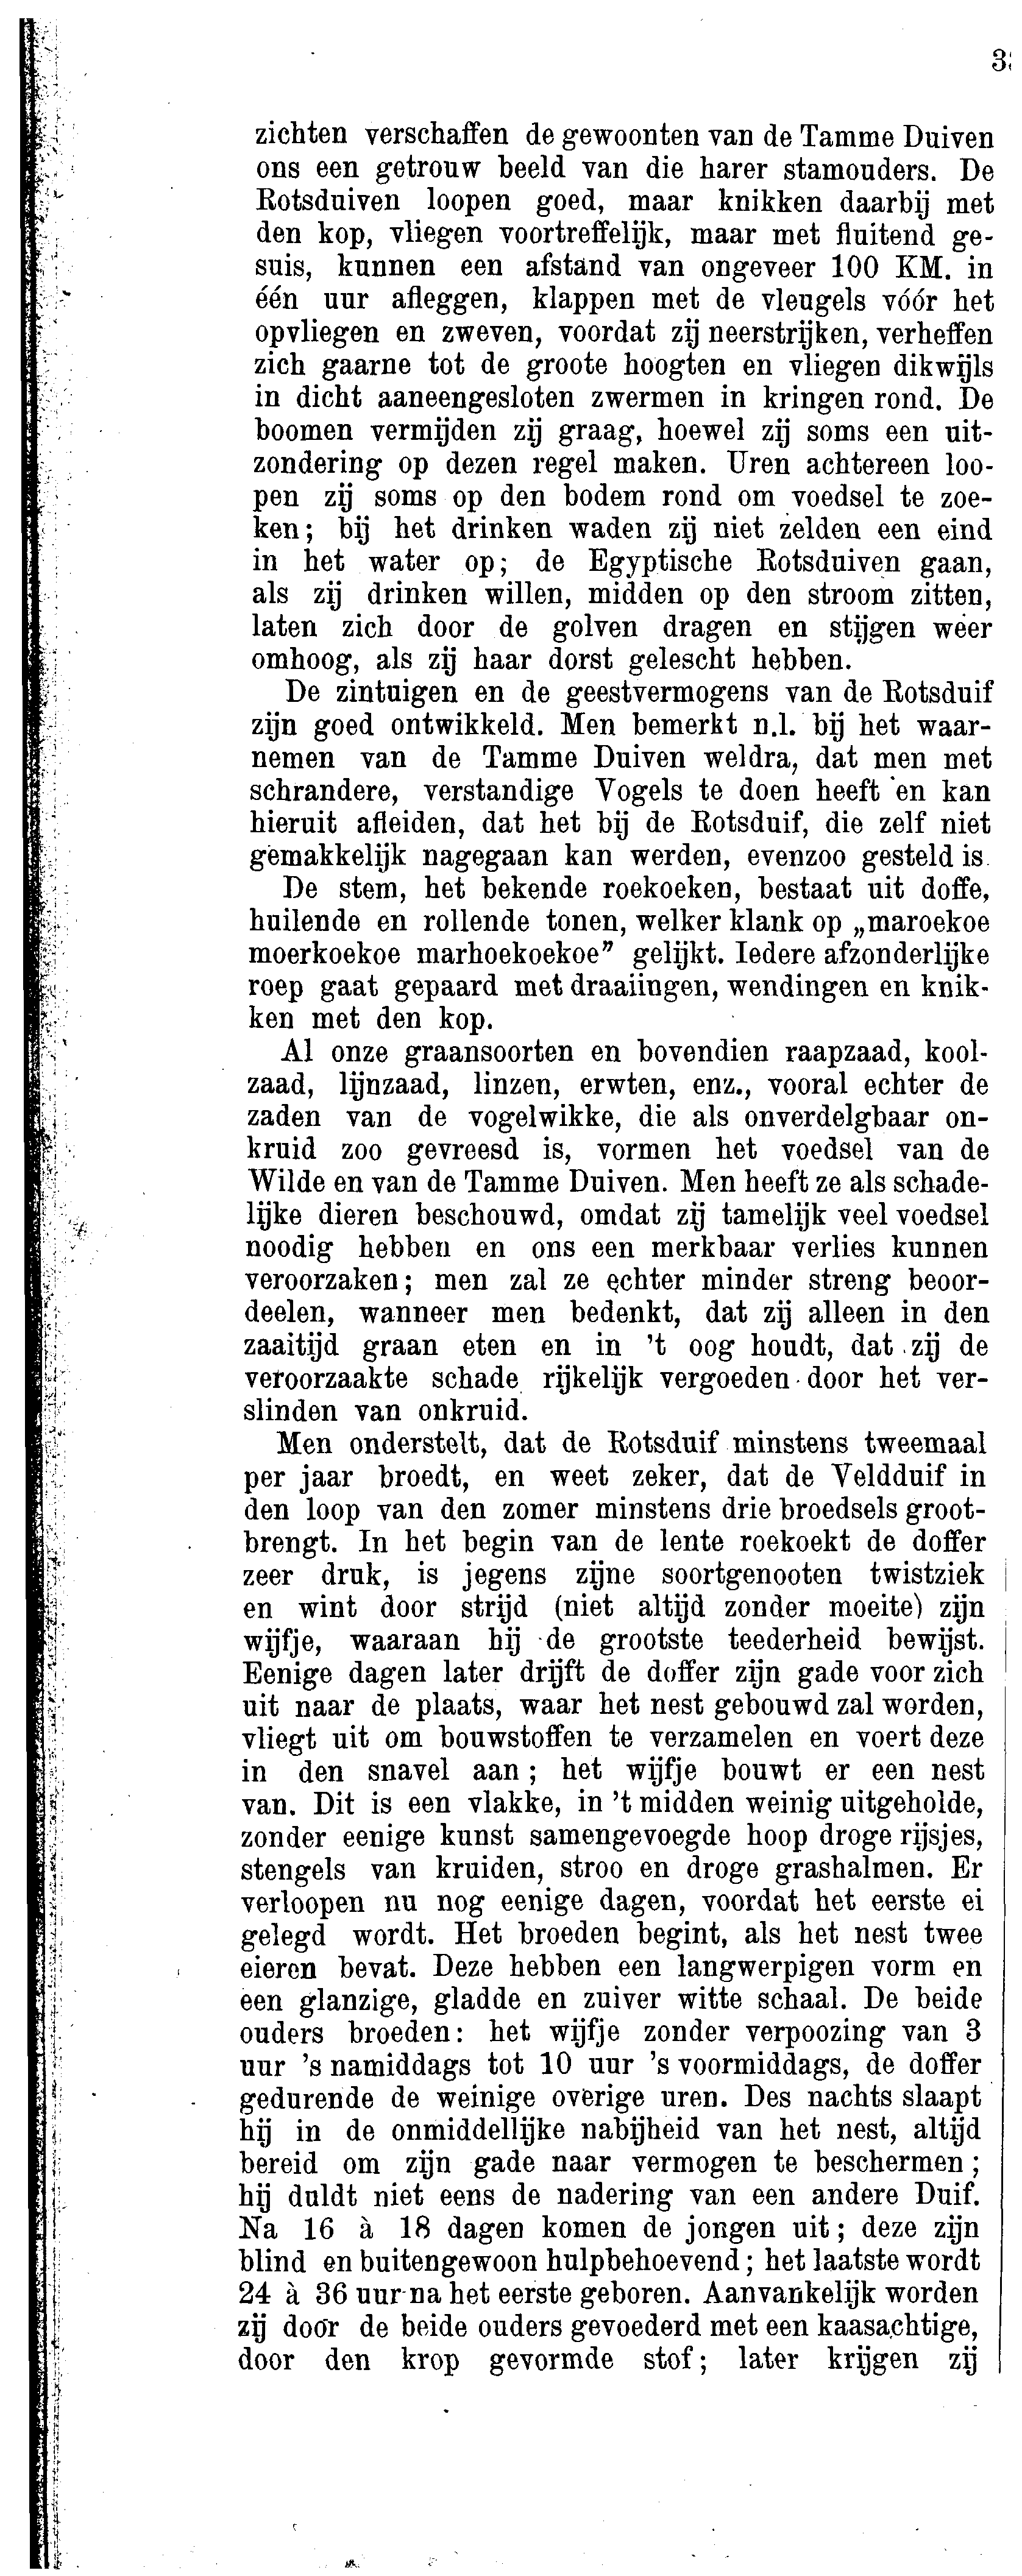 zichten verschaffen de gewoonten van de Tamme Duiven
ons een getrouw beeld van die harer stamouders. De
Rotsduiven loopen goed, maar knikken daarbij met
den kop, vliegen voortreffelijk, maar met fluitend ge-
suis, kunnen een afstand van ongeveer 100 KM. in
één uur afleggen, klappen met de vleugels vóór het
opvliegen en zweven, voordat zij neerstrijken, verheffen
zich gaarne tot de groote hoogten en vliegen dikwijls
in dicht aaneengesloten zwermen in kringen rond. De
boomen vermijden zij graag, hoewel zij soms een uit-
zondering op dezen regel maken. Uren achtereen loo-
pen zij soms op den bodem rond om voedsel te zoe-
ken; bij het drinken waden zij niet zelden een eind
in het water op; de Egyptische Rotsduiven gaan,
als zij drinken willen, midden op den stroom zitten,
laten zich door de golven dragen en stijgen weer
omhoog, als zij haar dorst gelescht hebben.
De zintuigen en de geestvermogens van de Rotsduif
zijn goed ontwikkeld. Men bemerkt n.l. bij het waar-
nemen van de Tamme Duiven weldra, dat men met
schrandere, verstandige Vogels te doen heeft en kan
hieruit afleiden, dat het bij de Rotsduif, die zelf niet
gemakkelijk nagegaan kan werden, evenzoo gesteld is.
De stem, het bekende roekoeken, bestaat uit doffe,
huilende en rollende tonen, welker klank op „maroekoe
moerkoekoe marhoekoekoe” gelijkt. Iedere afzonderlijke
roep gaat gepaard met draaiingen, wendingen en knik-
ken met den kop.
Al onze graansoorten en bovendien raapzaad, kool-
zaad, lijnzaad, linzen, erwten, enz., vooral echter de
zaden van de vogelwikke, die als onverdelgbaar on-
kruid zoo gevreesd is, vormen het voedsel van de
Wilde en van de Tamme Duiven. Men heeft ze als schade-
lijke dieren beschouwd, omdat zij tamelijk veel voedsel
noodig hebben en ons een merkbaar verlies kunnen
veroorzaken; men zal ze echter minder streng beoor-
deelen, wanneer men bedenkt, dat zij alleen in den
zaaitijd graan eten en in 't oog houdt, dat zij de
veroorzaakte schade rijkelijk vergoeden door het ver-
slinden van onkruid.
Men onderstelt, dat de Rotsduif minstens tweemaal
per jaar broedt, en weet zeker, dat de Veldduif in
den loop van den zomer minstens drie broedsels groot-
brengt. In het begin van de lente roekoekt de doffer
zeer druk, is jegens zijne soortgenooten twistziek
en wint door strijd (niet altijd zonder moeite) zijn
wijfje, waaraan hij de grootste teederheid bewijst.
Eenige dagen later drijft de doffer zijn gade voor zich
uit naar de plaats, waar het nest gebouwd zal worden,
vliegt uit om bouwstoffen te verzamelen en voert deze
in den snavel aan; het wijfje bouwt er een nest
van. Dit is een vlakke, in 't midden weinig uitgeholde,
zonder eenige kunst samengevoegde hoop droge rijsjes,
stengels van kruiden, stroo en droge grashalmen. Er
verloopen nu nog eenige dagen, voordat het eerste ei
gelegd wordt. Het broeden begint, als het nest twee
eieren bevat. Deze hebben een langwerpigen vorm en
een glanzige, gladde en zuiver witte schaal. De beide
ouders broeden: het wijfje zonder verpoozing van 3
uur 's namiddags tot 10 uur 's voormiddags, de doffer
gedurende de weinige overige uren. Des nachts slaapt
hij in de onmiddellijke nabijheid van het nest, altijd
bereid om zijn gade naar vermogen te beschermen;
hij duldt niet eens de nadering van een andere Duif.
Na 16 à 18 dagen komen de jongen uit; deze zijn
blind en buitengewoon hulpbehoevend; het laatste wordt
24 à 36 uur na het eerste geboren. Aanvankelijk worden
zij door de beide ouders gevoederd met een kaasachtige,
door den krop gevormde stof; later krijgen zij